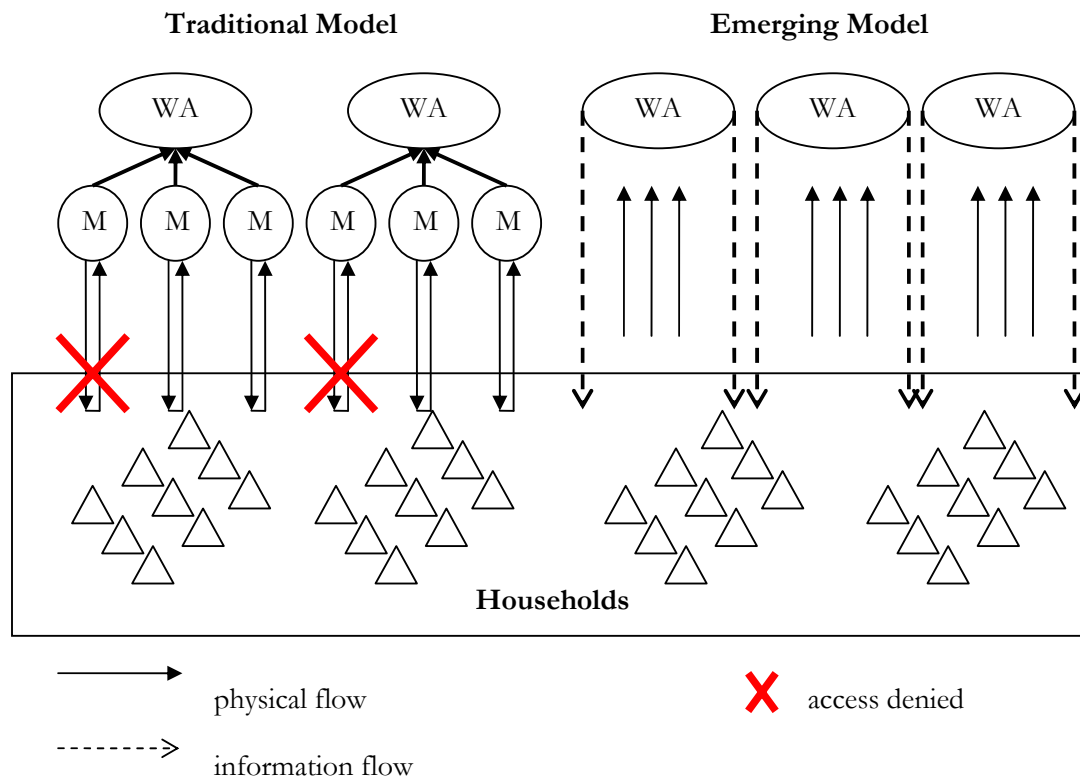 Traditional Model Emerging Model
WA WA WA WA WA
M M M M M M
Households
physical flow access denied
information flow